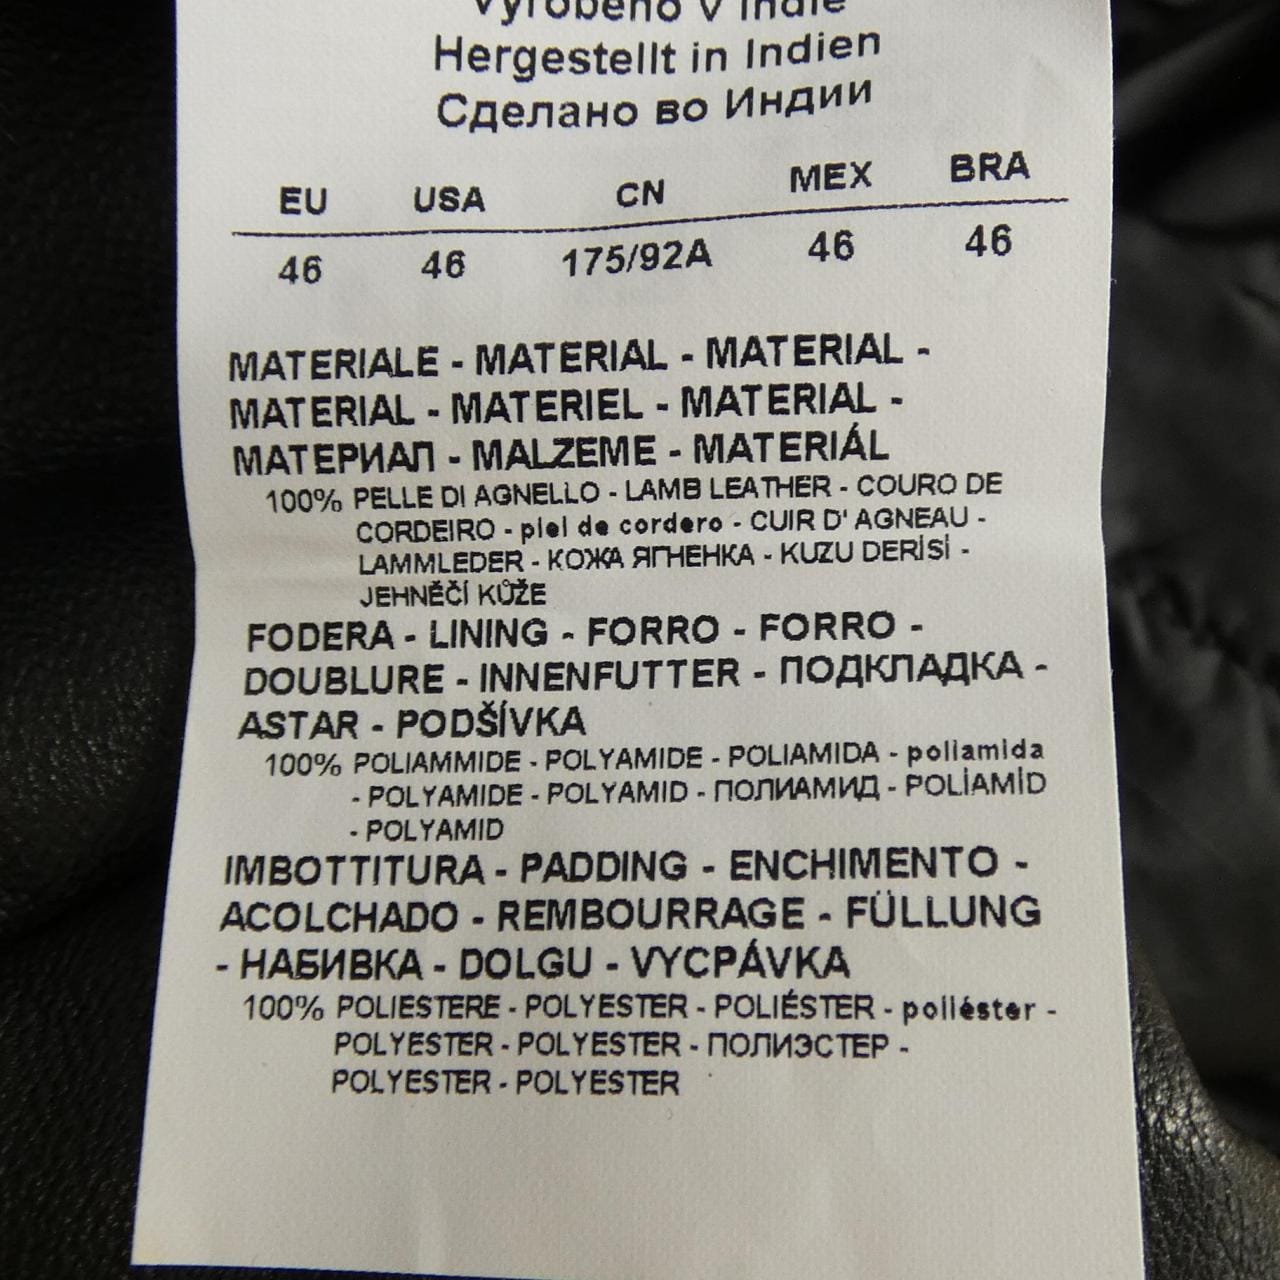 Vyrobeno v Indie
Hergestellt in Indien
Сделано во Индии
EU USA CN MEX BRA
46 46 175/92A 46 46
MATERIALE - MATERIAL - MATERIAL -
MATERIAL - MATERIEL - MATERIAL -
МАТЕРИАЛ - MALZEME - MATERIÁL
100% PELLE DI AGNELLO - LAMB LEATHER - COURO DE
CORDEIRO - piel de cordero - CUIR D' AGNEAU -
LAMMLEDER - КОЖА ЯГНЕНКА - KUZU DERİSİ -
JEHNĚČÍ KŮŽE
FODERA - LINING - FORRO - FORRO -
DOUBLURE - INNENFUTTER - ПОДКЛАДКА -
ASTAR - PODŠÍVKA
100% POLIAMMIDE - POLYAMIDE - POLIAMIDA - poliamida
- POLYAMIDE - POLYAMID - ПОЛИАМИД - POLİAMİD
- POLYAMID
IMBOTTITURA - PADDING - ENCHIMENTO -
ACOLCHADO - REMBOURRAGE - FÜLLUNG
- НАБИВКА - DOLGU - VYCPÁVKA
100% POLIESTERE - POLYESTER - POLIÉSTER - poliéster -
POLYESTER - POLYESTER - ПОЛИЭСТЕР -
POLYESTER - POLYESTER